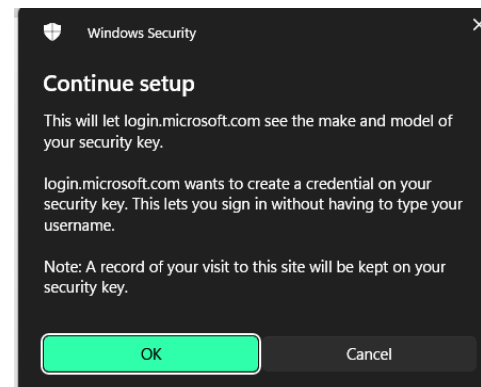 Windows Security
Continue setup
This will let login.microsoft.com see the make and model of
your security key.
login.microsoft.com wants to create a credential on your
security key. This lets you sign in without having to type your
username.
Note: A record of your visit to this site will be kept on your
security key.
OK
Cancel